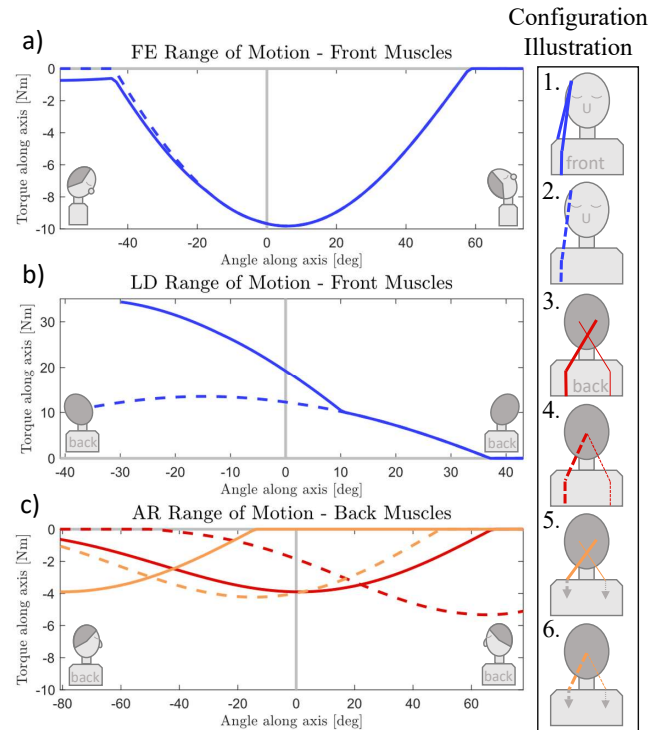 Configuration
Illustration
a)
FE Range of Motion - Front Muscles
Torque along axis [Nm]
0
-2
-4
-6
-8
-10
-40 -20 0 20 40 60
Angle along axis [deg]
b)
LD Range of Motion - Front Muscles
Torque along axis [Nm]
30
20
10
0
back
back
-40 -30 -20 -10 0 10 20 30 40
Angle along axis [deg]
c)
AR Range of Motion - Back Muscles
Torque along axis [Nm]
0
-2
-4
-6
-8
-10
back
back
-80 -60 -40 -20 0 20 40 60
Angle along axis [deg]
1.
front
2.
3.
back
4.
5.
6.